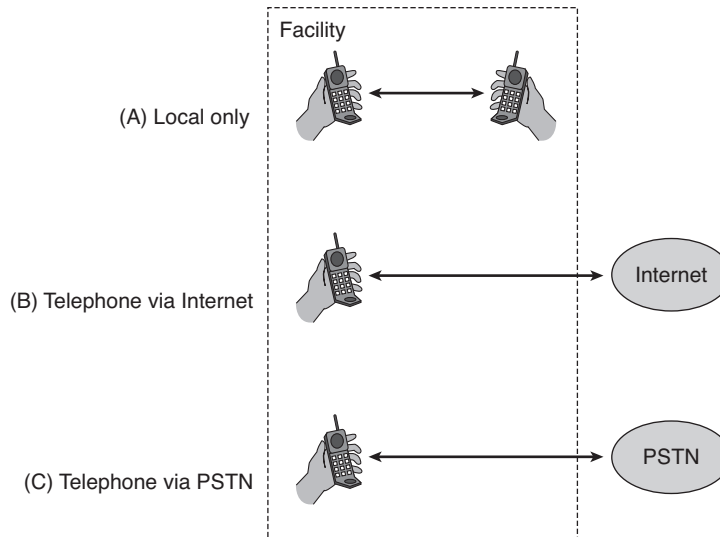 Facility
(A) Local only
(B) Telephone via Internet
Internet
(C) Telephone via PSTN
PSTN